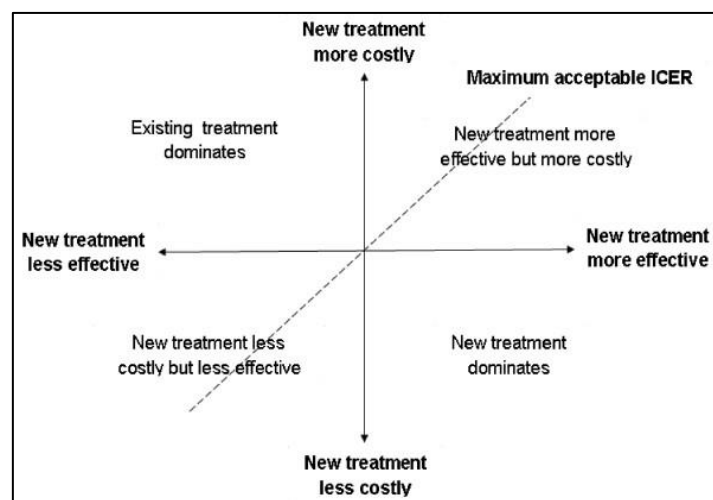 New treatment
more costly
Maximum acceptable ICER
Existing treatment
dominates
New treatment more
effective but more costly
New treatment
less effective
New treatment
more effective
New treatment less
costly but less effective
New treatment
dominates
New treatment
less costly